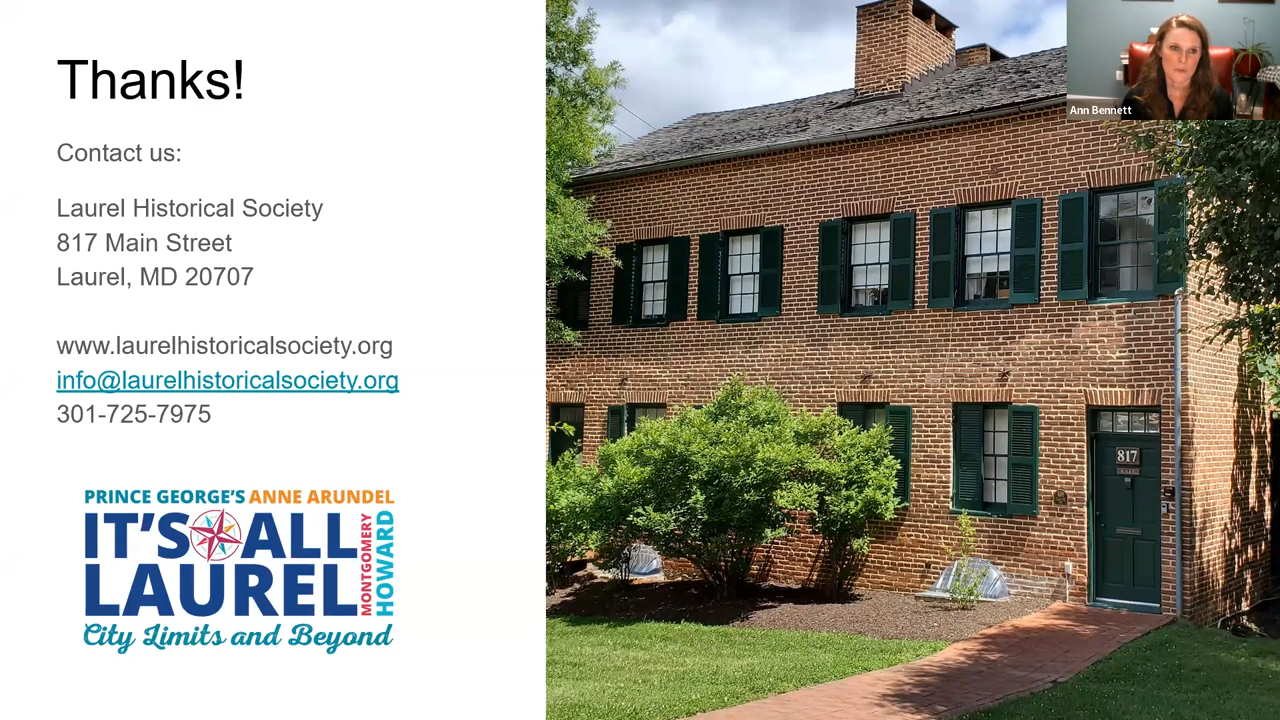 Thanks!
Contact us:
Laurel Historical Society
817 Main Street
Laurel, MD 20707
www.laurelhistoricalsociety.org
info@laurelhistoricalsociety.org
301-725-7975
PRINCE GEORGE'S ANNE ARUNDEL
IT'S ALL
LAUREL
MONTGOMERY
HOWARD
City Limits and Beyond
Ann Bennett
817